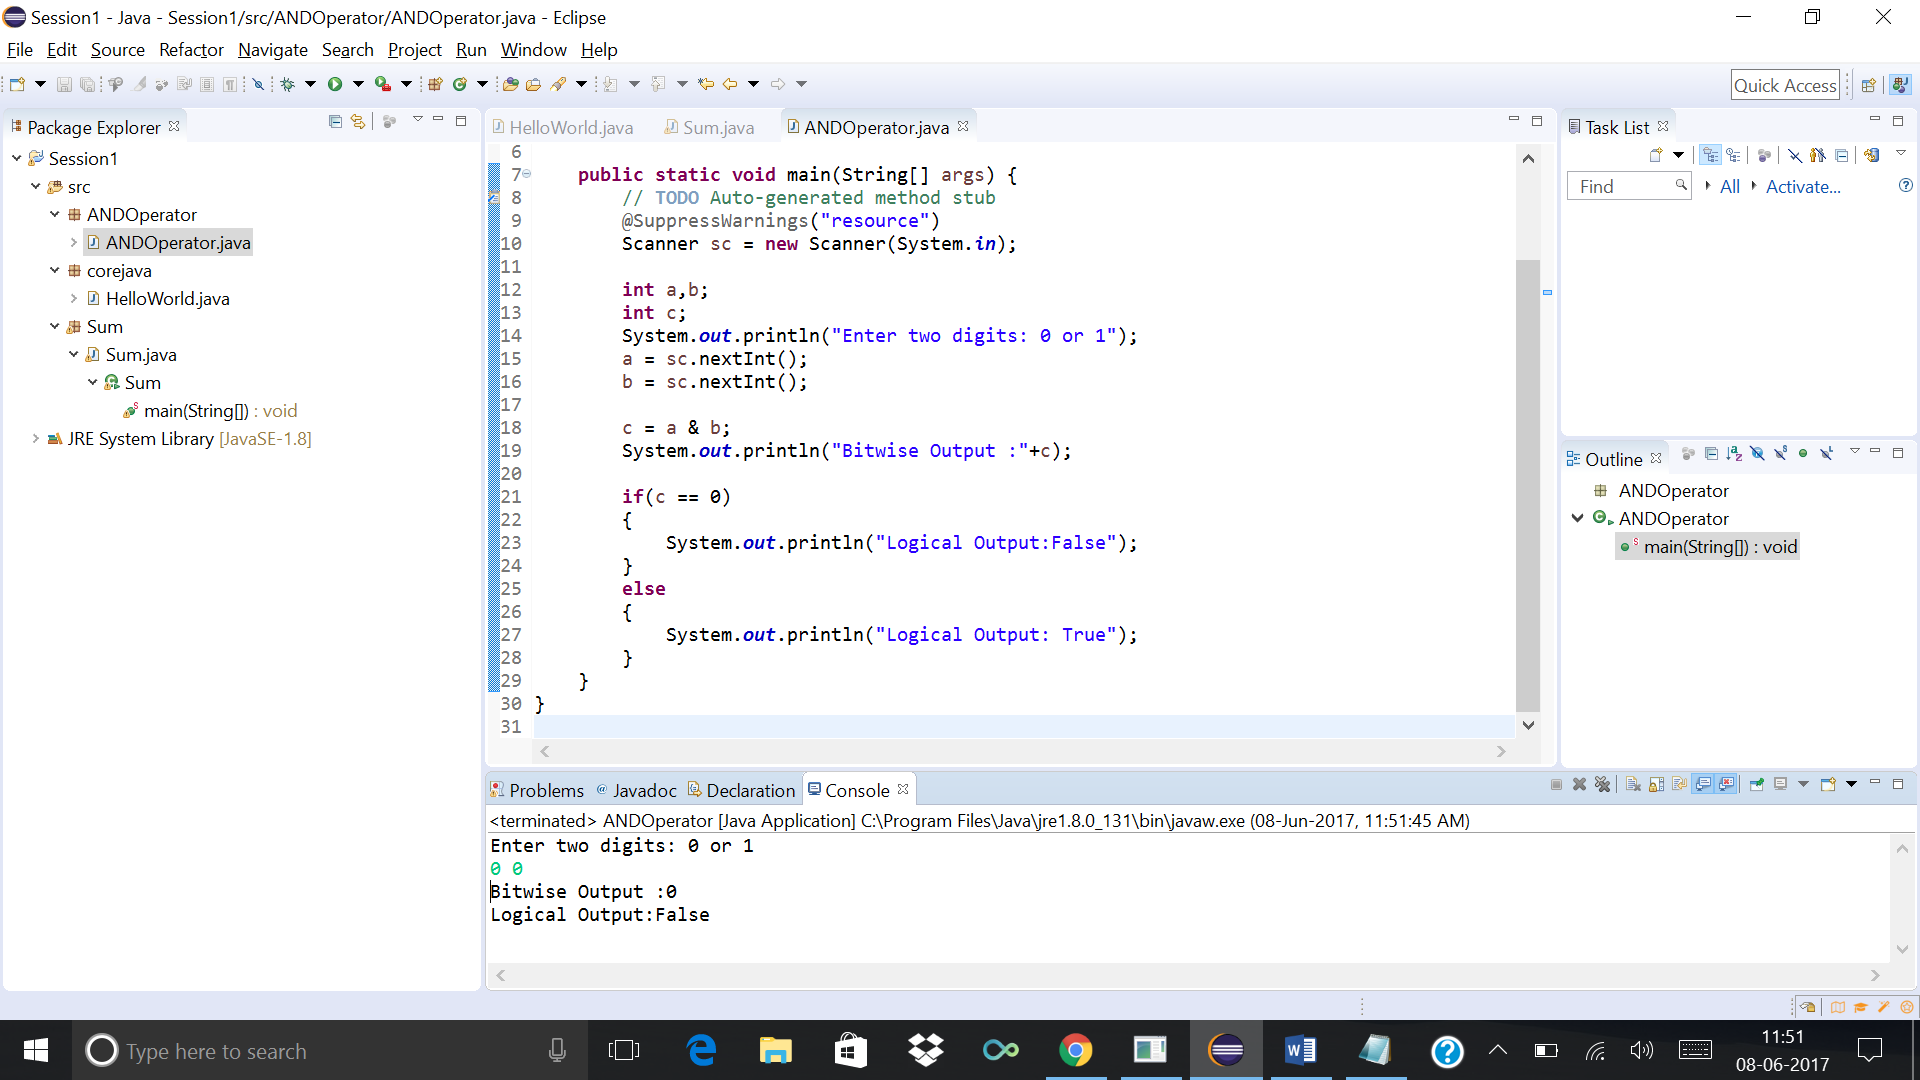 Session1 - Java - Session1/src/ANDOperator/ANDOperator.java - Eclipse
File Edit Source Refactor Navigate Search Project Run Window Help
Quick Access
Package Explorer
Session1
src
ANDOperator
ANDOperator.java
corejava
HelloWorld.java
Sum
Sum.java
Sum
main(String[]) : void
JRE System Library [JavaSE-1.8]
HelloWorld.java Sum.java ANDOperator.java
6
7 public static void main(String[] args) {
8 // TODO Auto-generated method stub
9 @SuppressWarnings("resource")
10 Scanner sc = new Scanner(System.in);
11
12 int a,b;
13 int c;
14 System.out.println("Enter two digits: 0 or 1");
15 a = sc.nextInt();
16 b = sc.nextInt();
17
18 c = a & b;
19 System.out.println("Bitwise Output :"+c);
20
21 if(c == 0)
22 {
23 System.out.println("Logical Output:False");
24 }
25 else
26 {
27 System.out.println("Logical Output: True");
28 }
29 }
30 }
31
Task List
Find All Activate...
Outline
ANDOperator
ANDOperator
main(String[]) : void
Problems Javadoc Declaration Console
<terminated> ANDOperator [Java Application] C:\Program Files\Java\jre1.8.0_131\bin\javaw.exe (08-Jun-2017, 11:51:45 AM)
Enter two digits: 0 or 1
0 0
Bitwise Output :0
Logical Output:False
Type here to search
11:51
08-06-2017